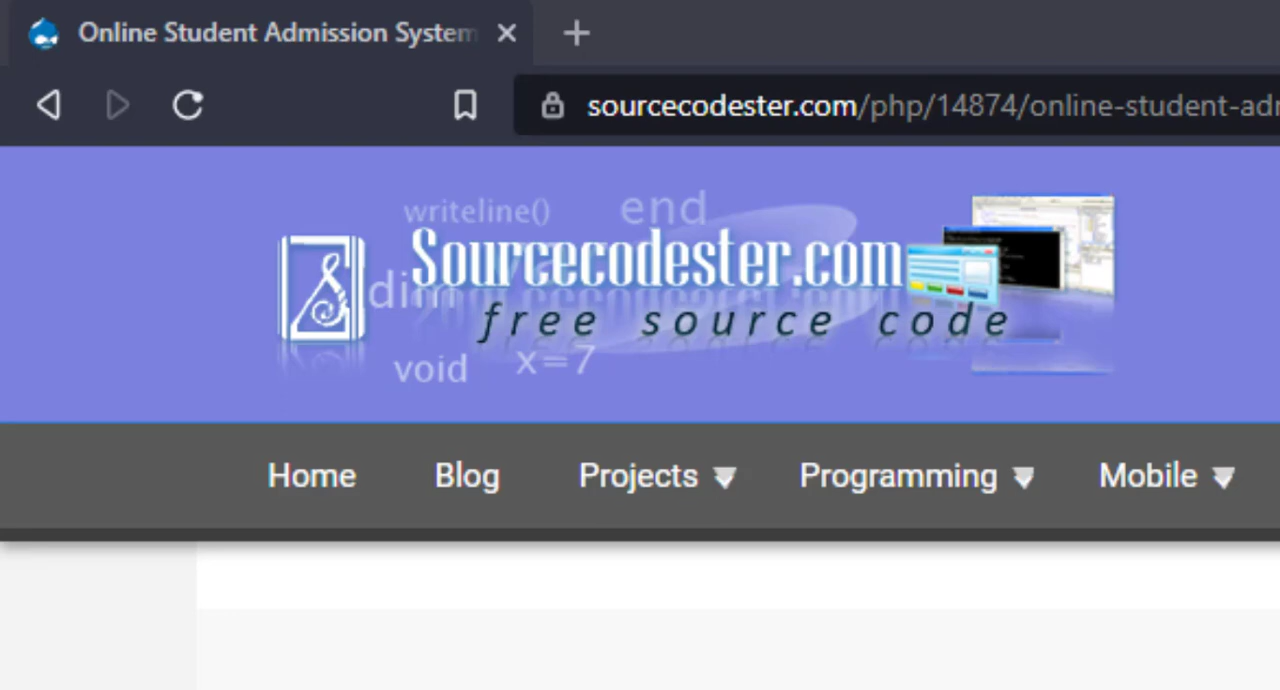 Online Student Admission System
sourcecodester.com/php/14874/online-student-adm
writeline() end
Sourcecodester.com
dim
free source code
void x=7
Home Blog Projects Programming Mobile